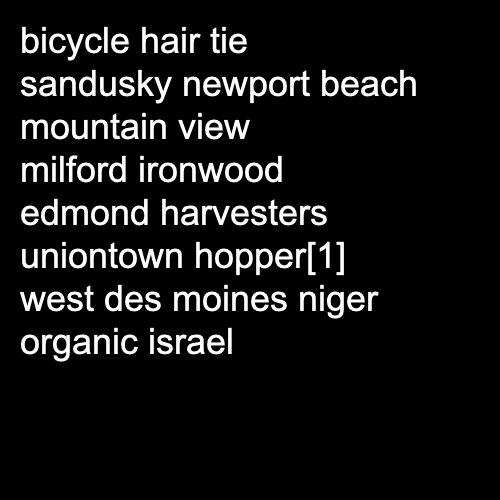 bicycle hair tie
sandusky newport beach
mountain view
milford ironwood
edmond harvesters
uniontown hopper[1]
west des moines niger
organic israel